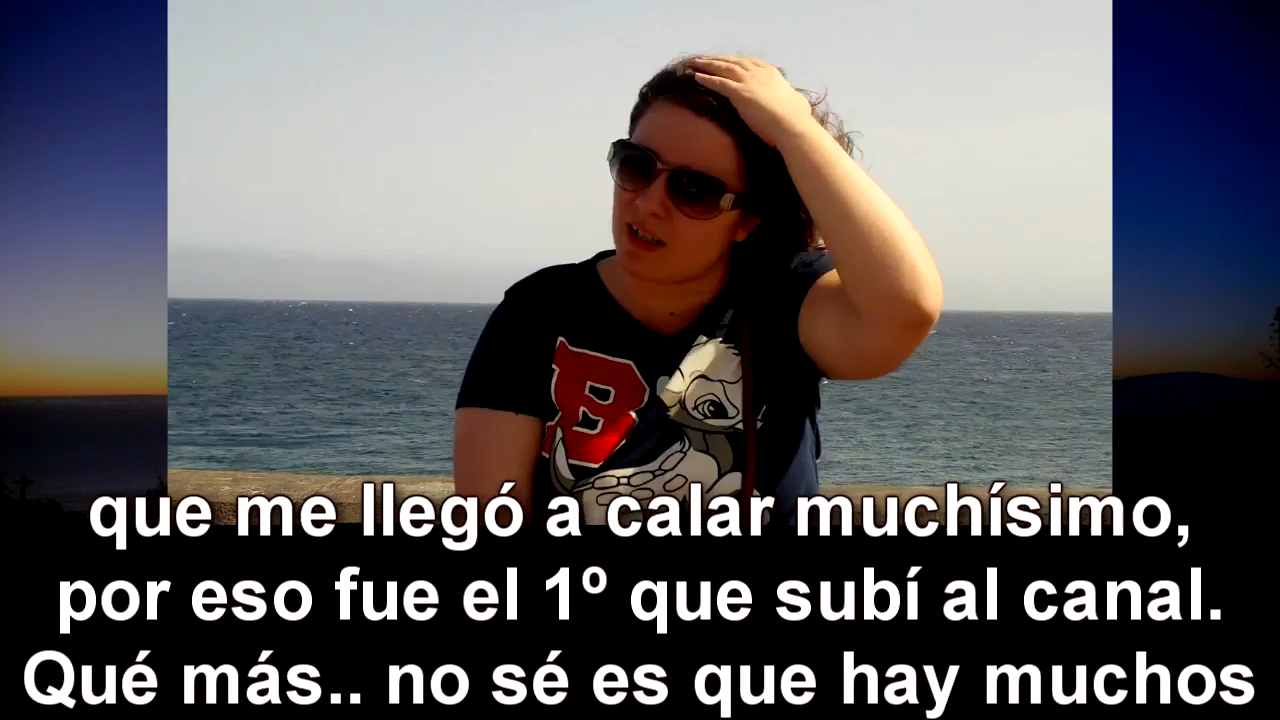 B
que me llegó a calar muchísimo,
por eso fue el 1º que subí al canal.
Qué más.. no sé es que hay muchos